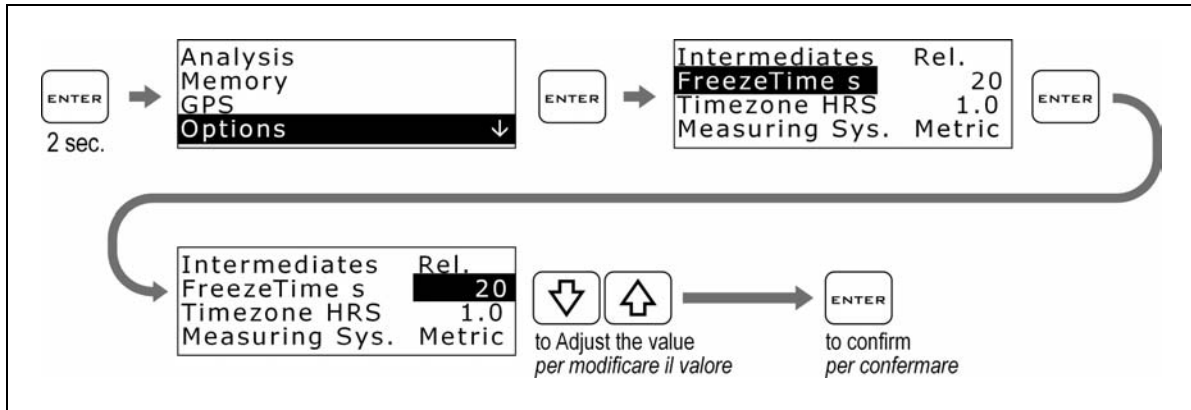 ENTER
2 sec.
Analysis
Memory
GPS
Options ↓
ENTER
Intermediates Rel.
FreezeTime s 20
Timezone HRS 1.0
Measuring Sys. Metric
ENTER
Intermediates Rel.
FreezeTime s 20
Timezone HRS 1.0
Measuring Sys. Metric
to Adjust the value
per modificare il valore
ENTER
to confirm
per confermare